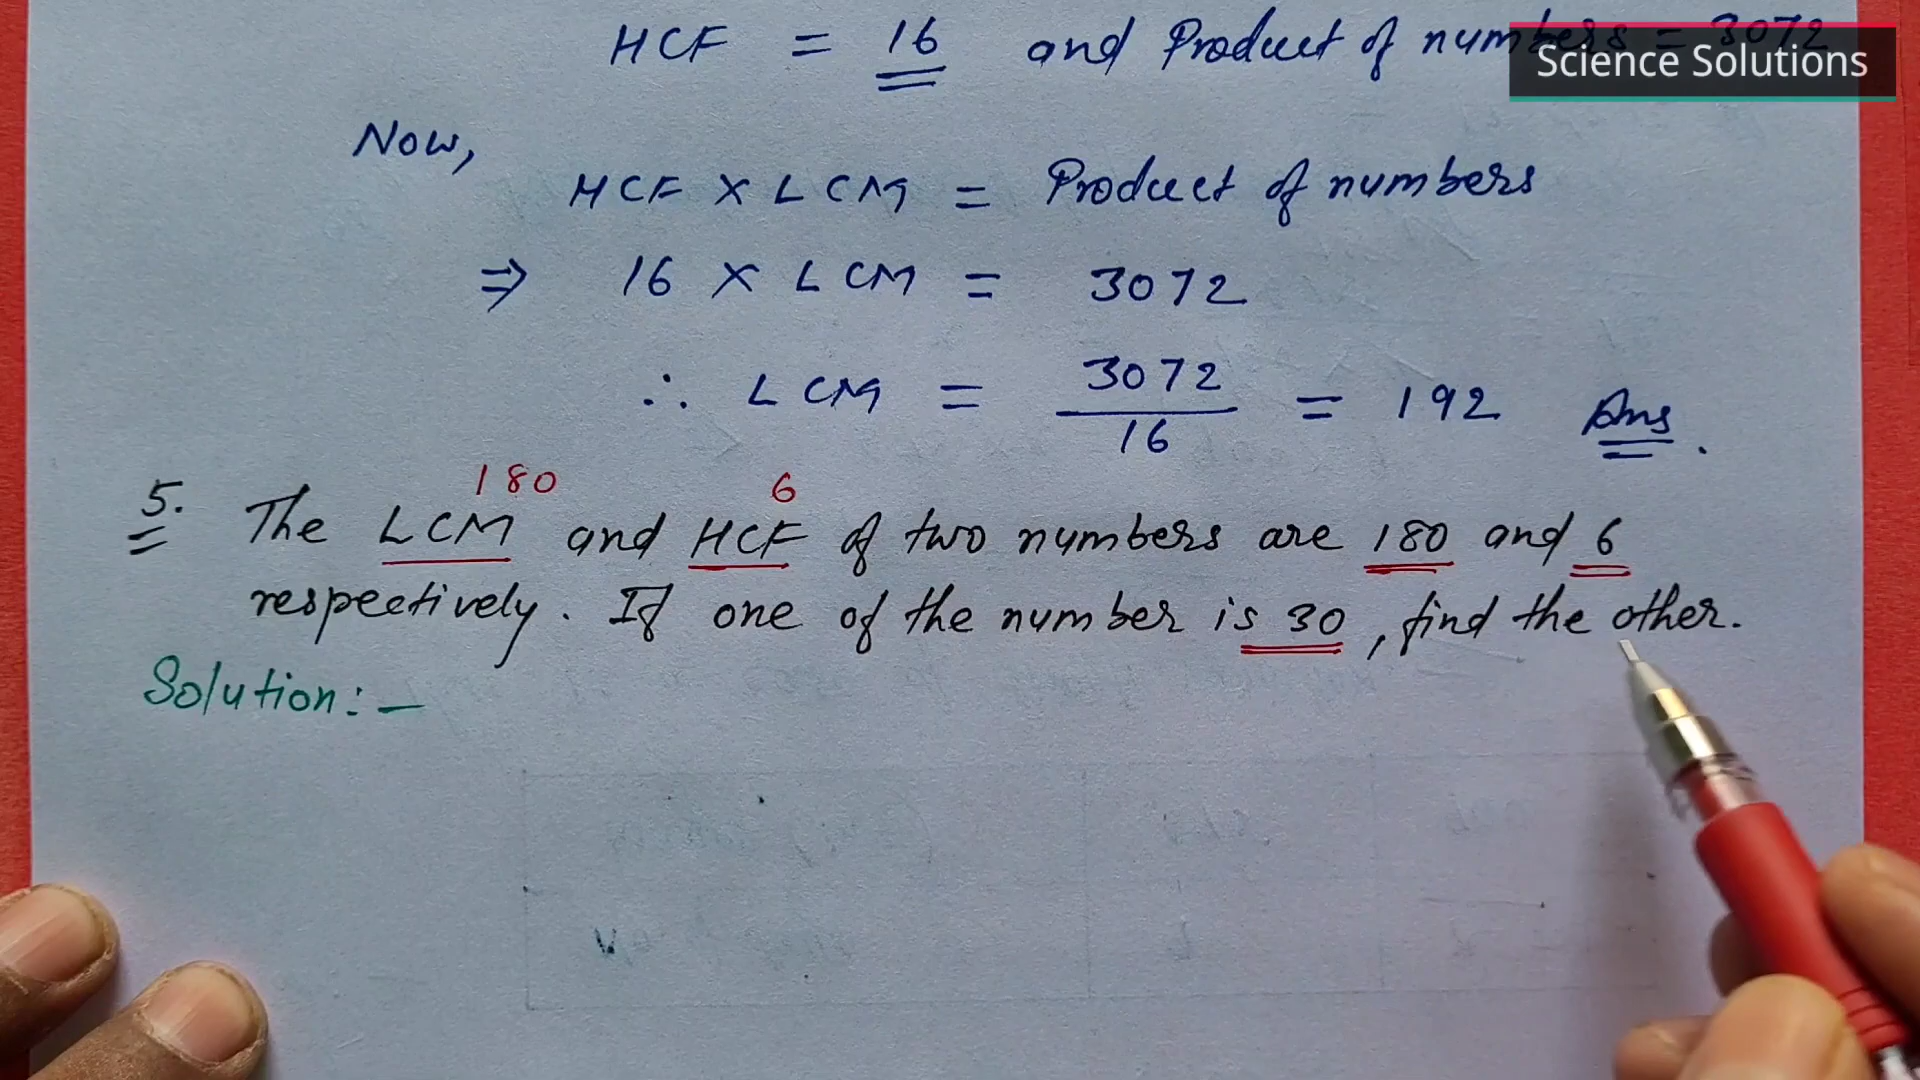 HCF = 16 and Product of numbers = 3072
Science Solutions
Now,
HCF X LCM = Product of numbers
⇒ 16 X LCM = 3072
∴ LCM = 3072/16 = 192 Ans.
180 6
5. The LCM and HCF of two numbers are 180 and 6
respectively. If one of the number is 30, find the other.
Solution:-